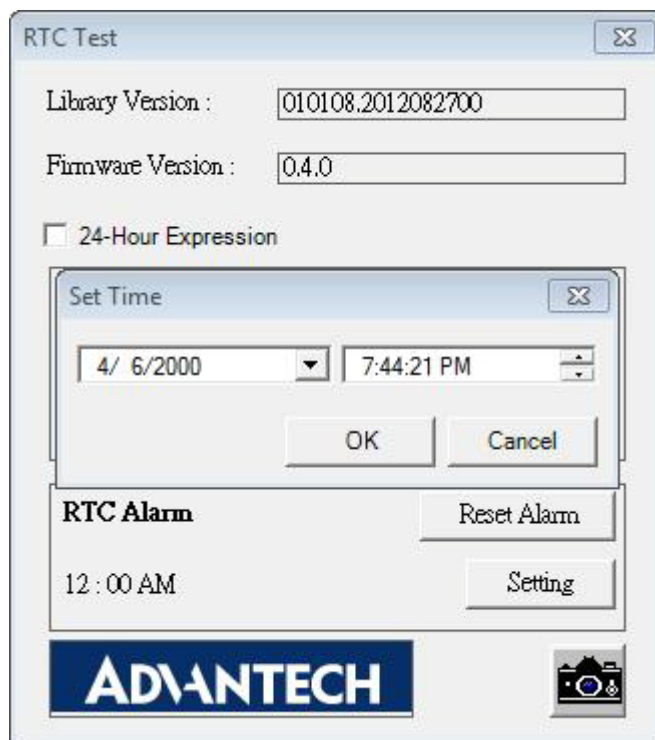 RTC Test
Library Version : 010108.2012082700
Firmware Version : 0.4.0
24-Hour Expression
Set Time
4/ 6/2000 7:44:21 PM
OK Cancel
RTC Alarm Reset Alarm
12 : 00 AM Setting
ADVANTECH